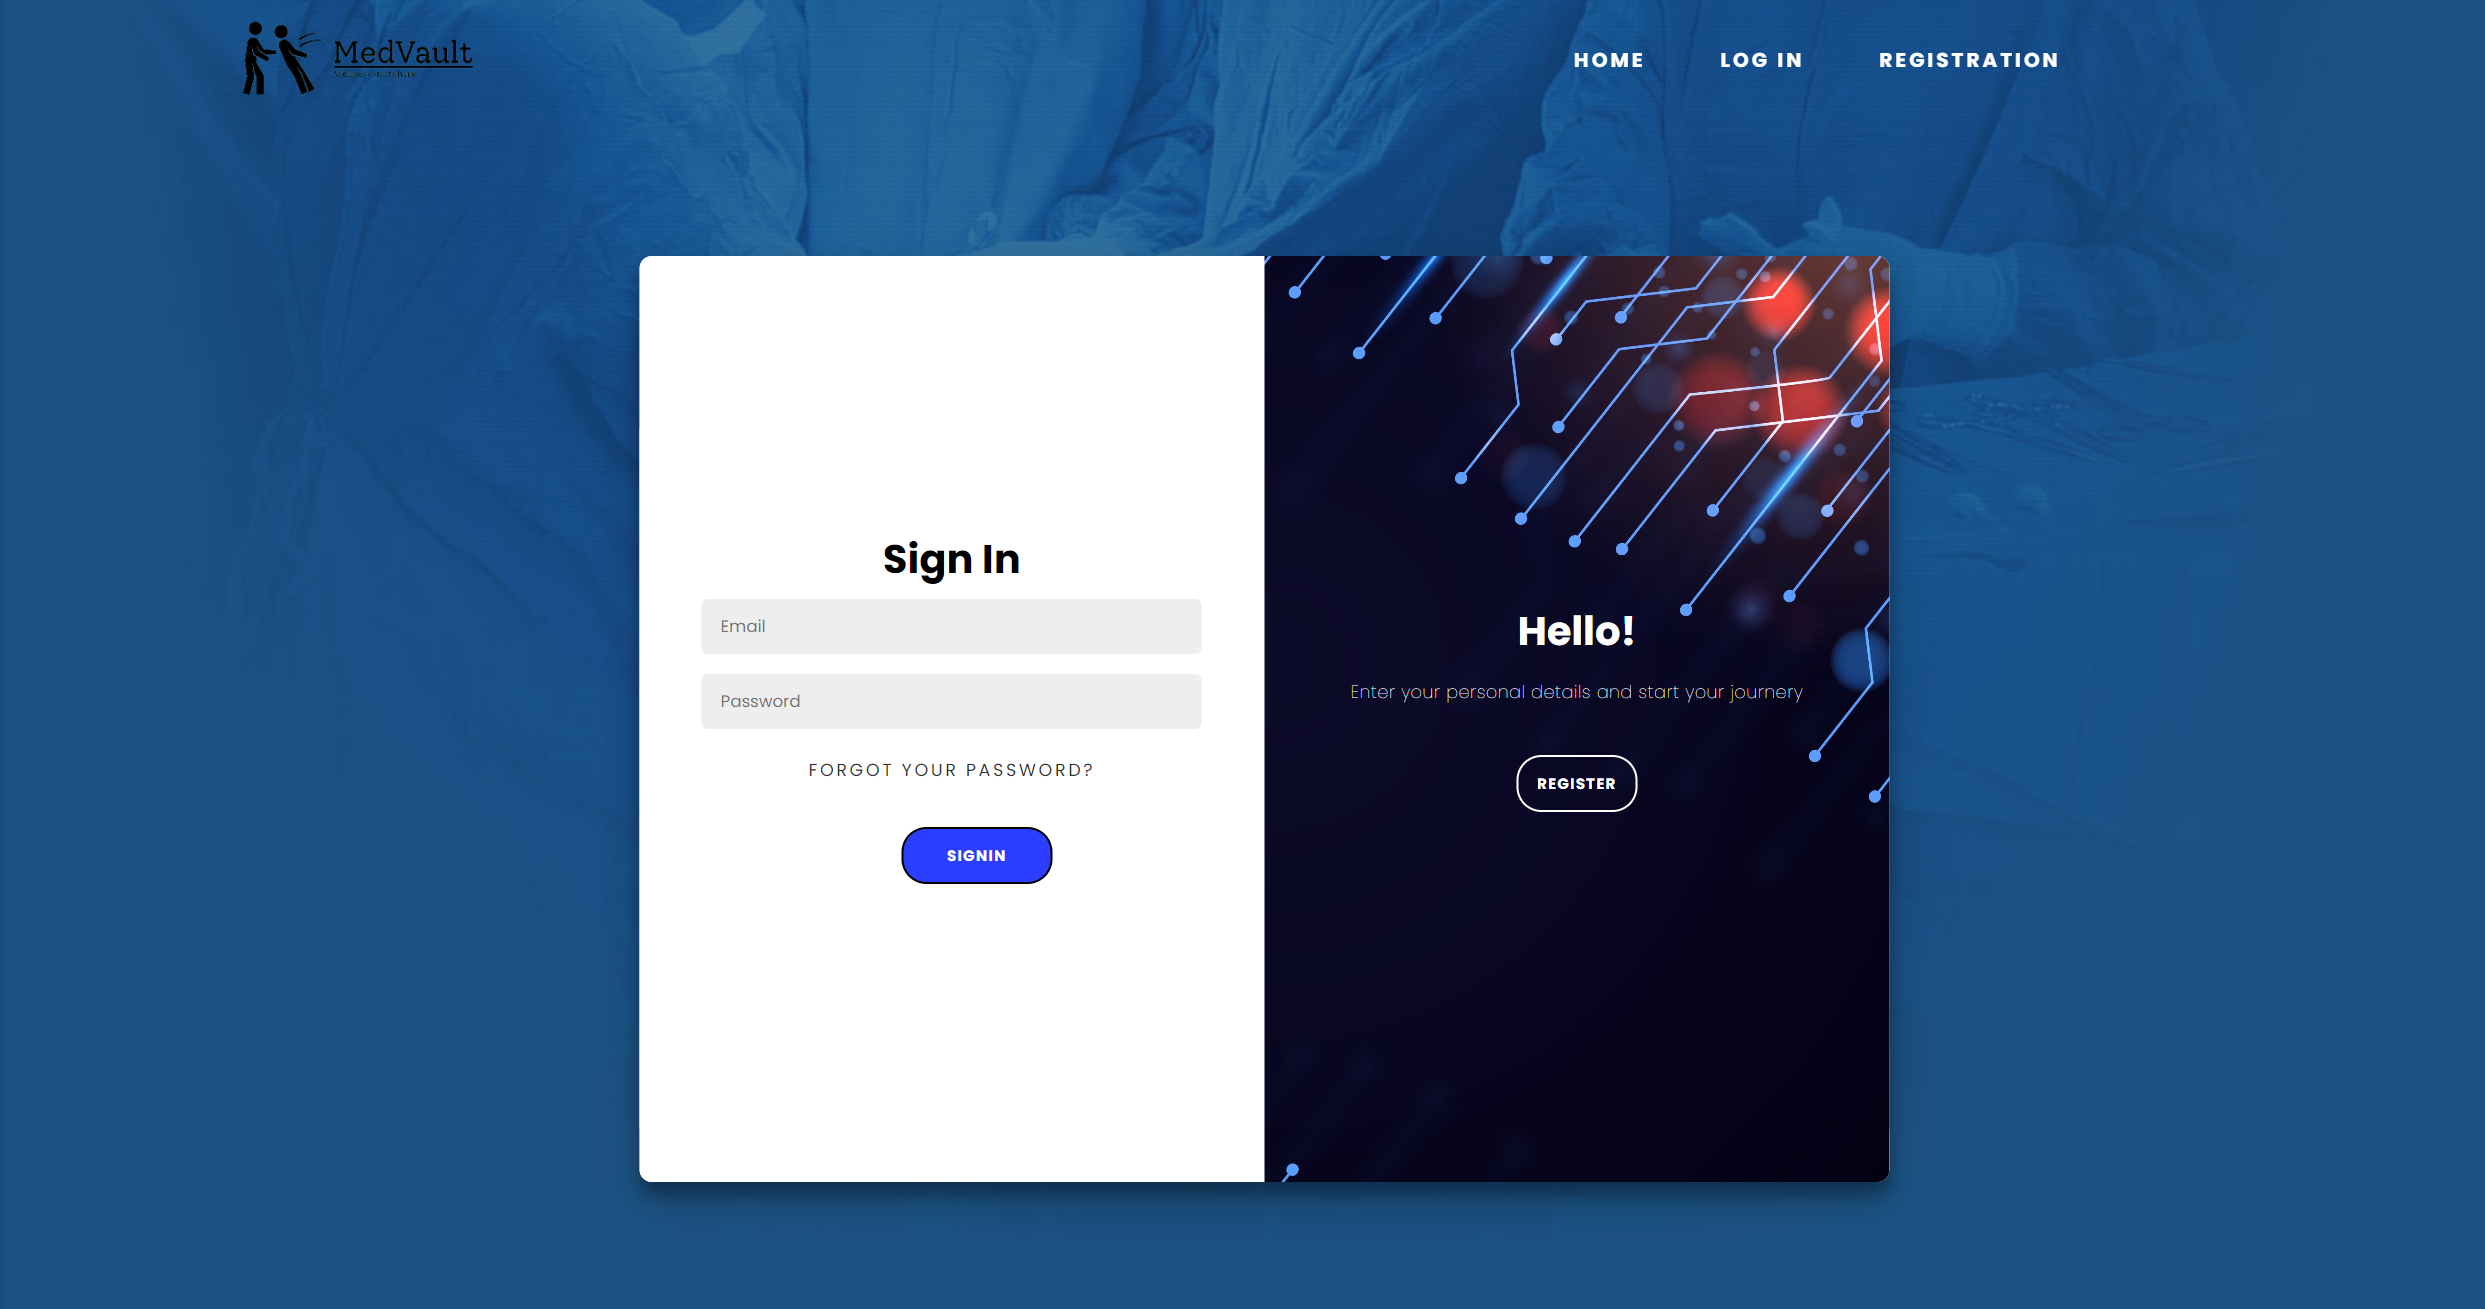 MedVault
HOME
LOG IN
REGISTRATION
Sign In
Email
Password
FORGOT YOUR PASSWORD?
SIGNIN
Hello!
Enter your personal details and start your journery
REGISTER